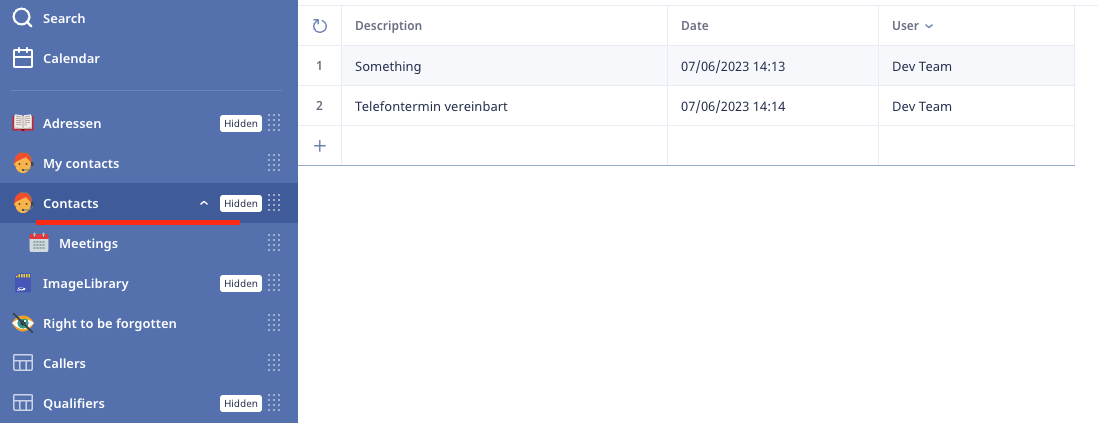 Search
Calendar
Adressen Hidden
My contacts
Contacts Hidden
Meetings
ImageLibrary Hidden
Right to be forgotten
Callers
Qualifiers Hidden
Description Date User
1 Something 07/06/2023 14:13 Dev Team
2 Telefontermin vereinbart 07/06/2023 14:14 Dev Team
+